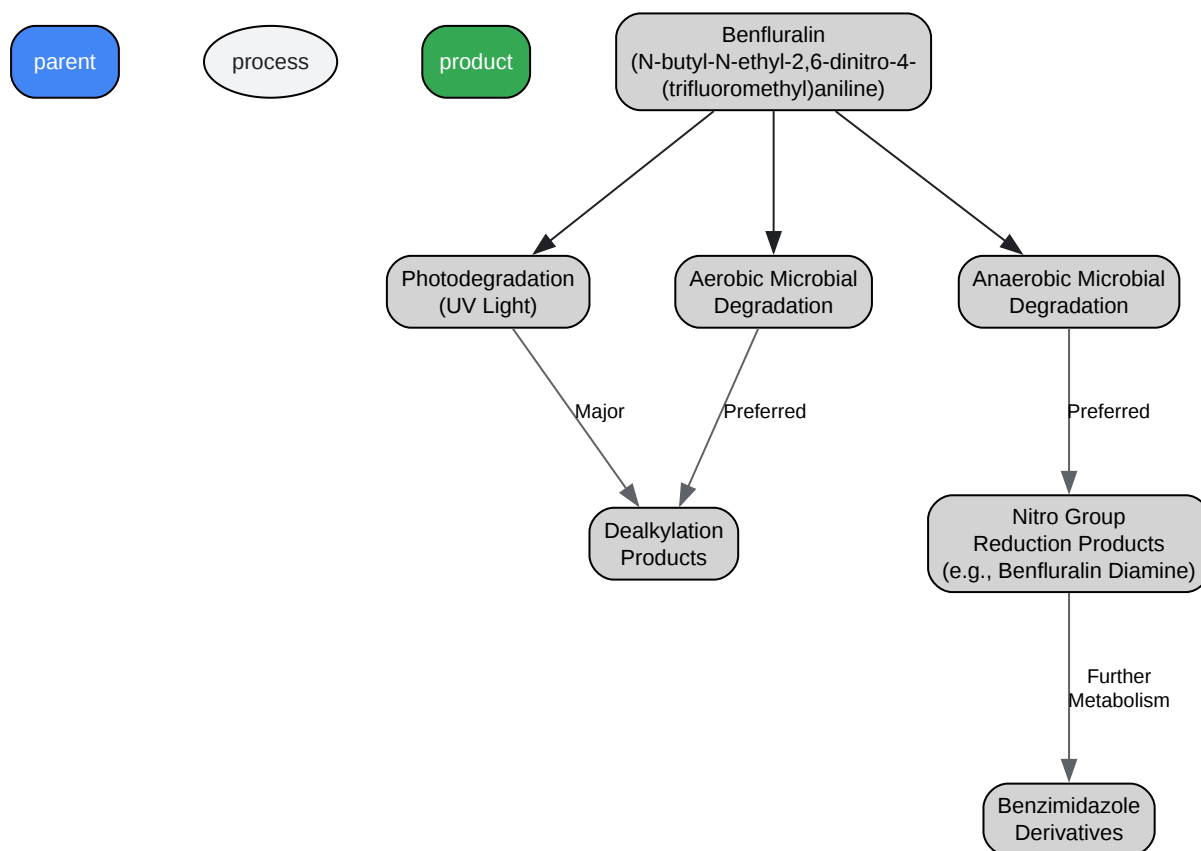 parent
process
product
Benfluralin
(N-butyl-N-ethyl-2,6-dinitro-4-
(trifluoromethyl)aniline)
Photodegradation
(UV Light)
Aerobic Microbial
Degradation
Anaerobic Microbial
Degradation
Major
Preferred
Preferred
Dealkylation
Products
Nitro Group
Reduction Products
(e.g., Benfluralin Diamine)
Further
Metabolism
Benzimidazole
Derivatives